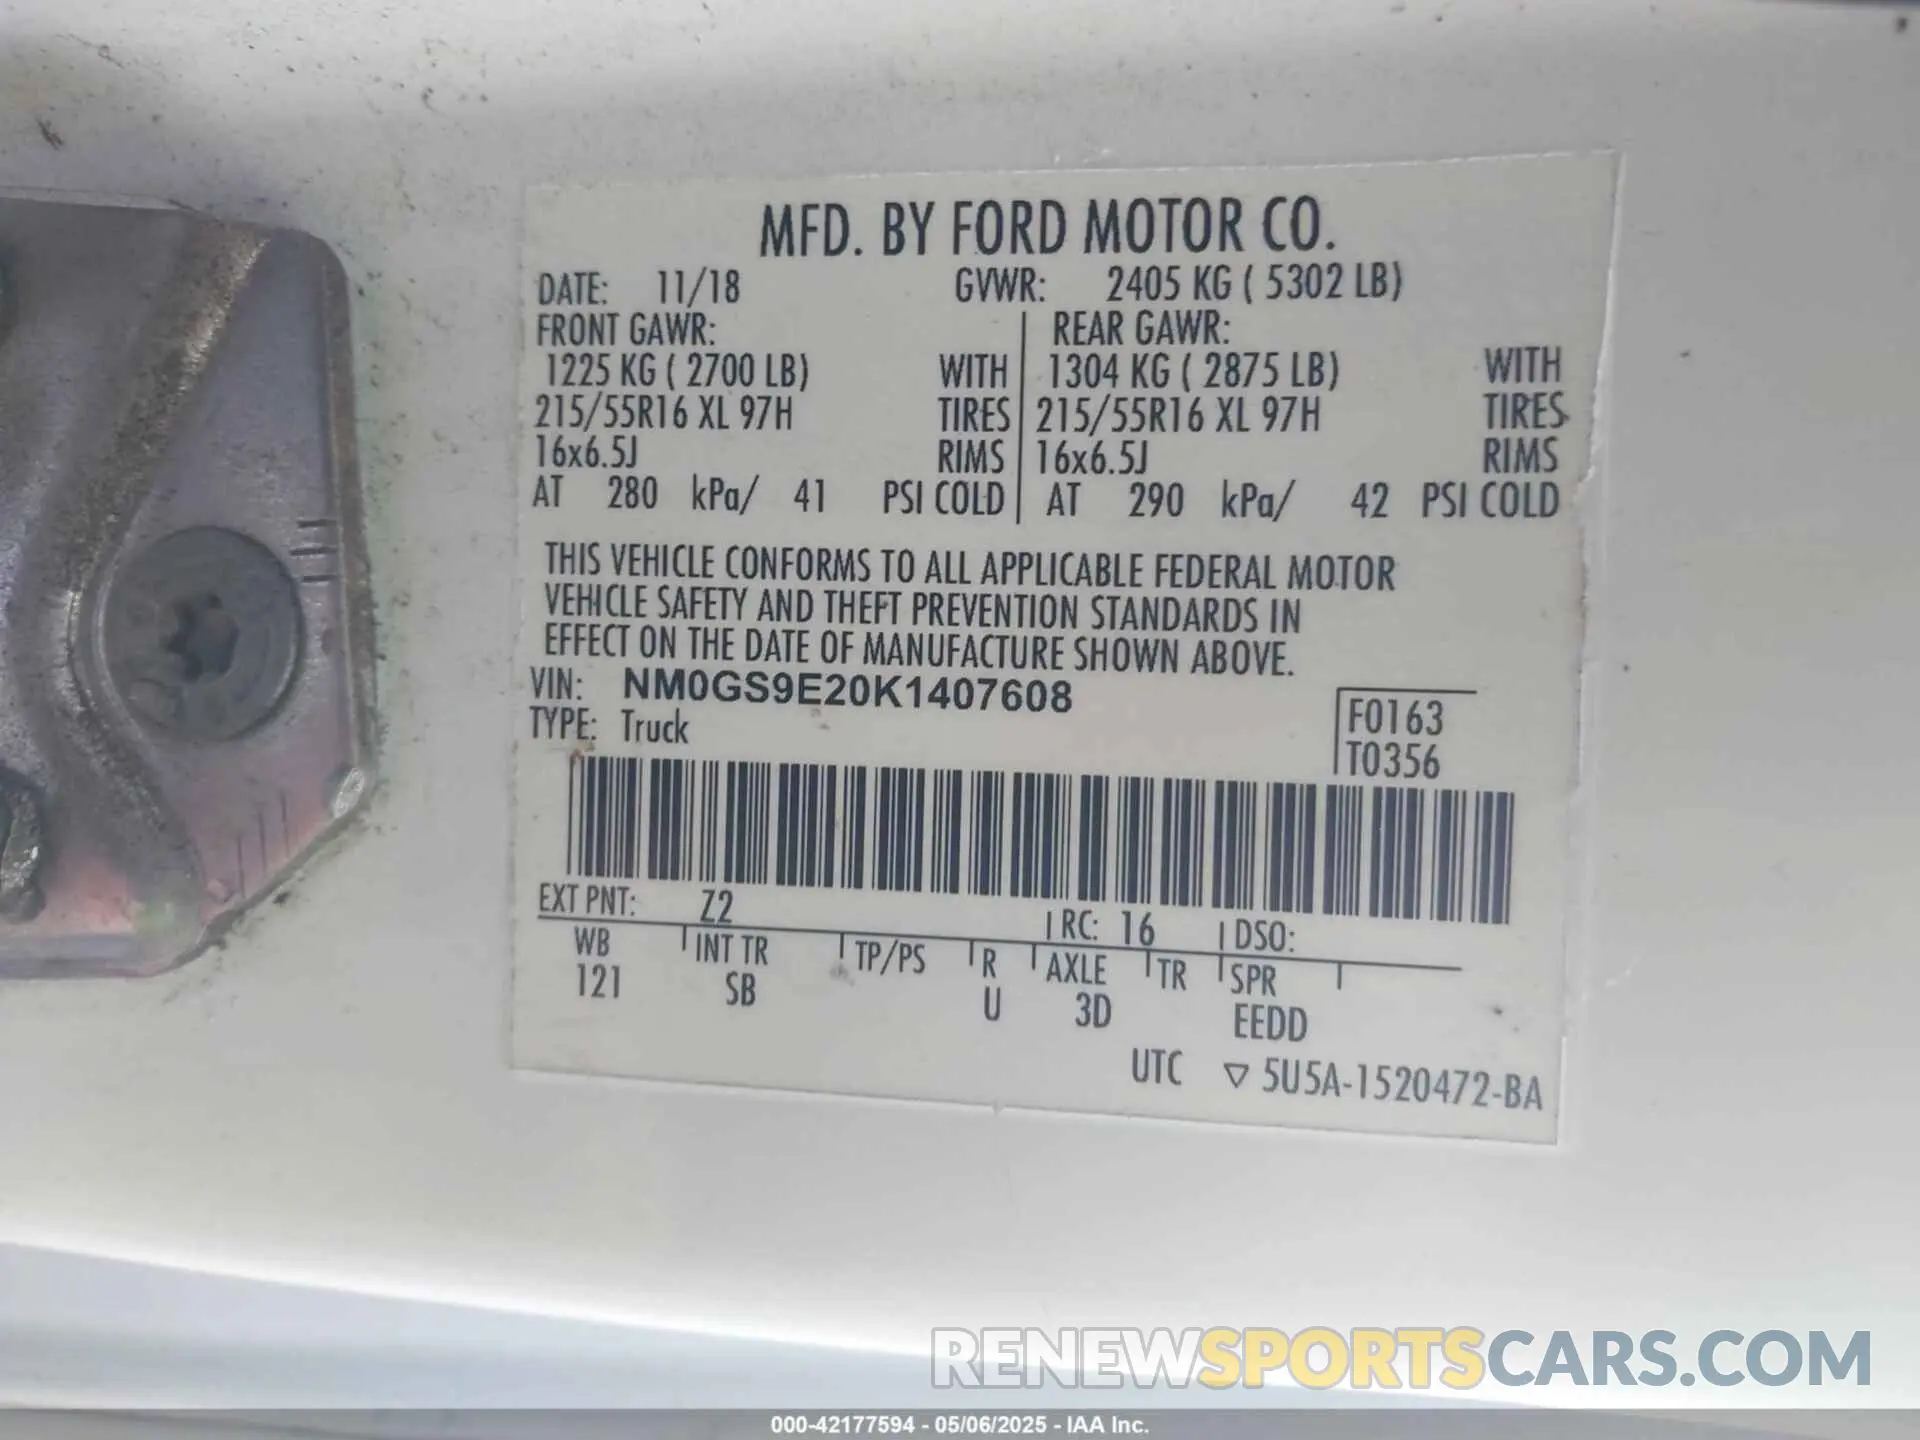 MFD. BY FORD MOTOR CO.
DATE: 11/18 GVWR: 2405 KG ( 5302 LB)
FRONT GAWR: REAR GAWR:
1225 KG ( 2700 LB) WITH 1304 KG ( 2875 LB) WITH
215/55R16 XL 97H TIRES 215/55R16 XL 97H TIRES
16x6.5J RIMS 16x6.5J RIMS
AT 280 kPa/ 41 PSI COLD AT 290 kPa/ 42 PSI COLD
THIS VEHICLE CONFORMS TO ALL APPLICABLE FEDERAL MOTOR
VEHICLE SAFETY AND THEFT PREVENTION STANDARDS IN
EFFECT ON THE DATE OF MANUFACTURE SHOWN ABOVE.
VIN: NM0GS9E20K1407608
TYPE: Truck
F0163
T0356
EXT PNT: Z2 RC: 16 DSO:
WB INT TR TP/PS R AXLE TR SPR
121 SB U 3D EEDD
UTC ▽ 5U5A-1520472-BA
RENEWSPORTSCARS.COM
000-42177594 - 05/06/2025 - IAA Inc.